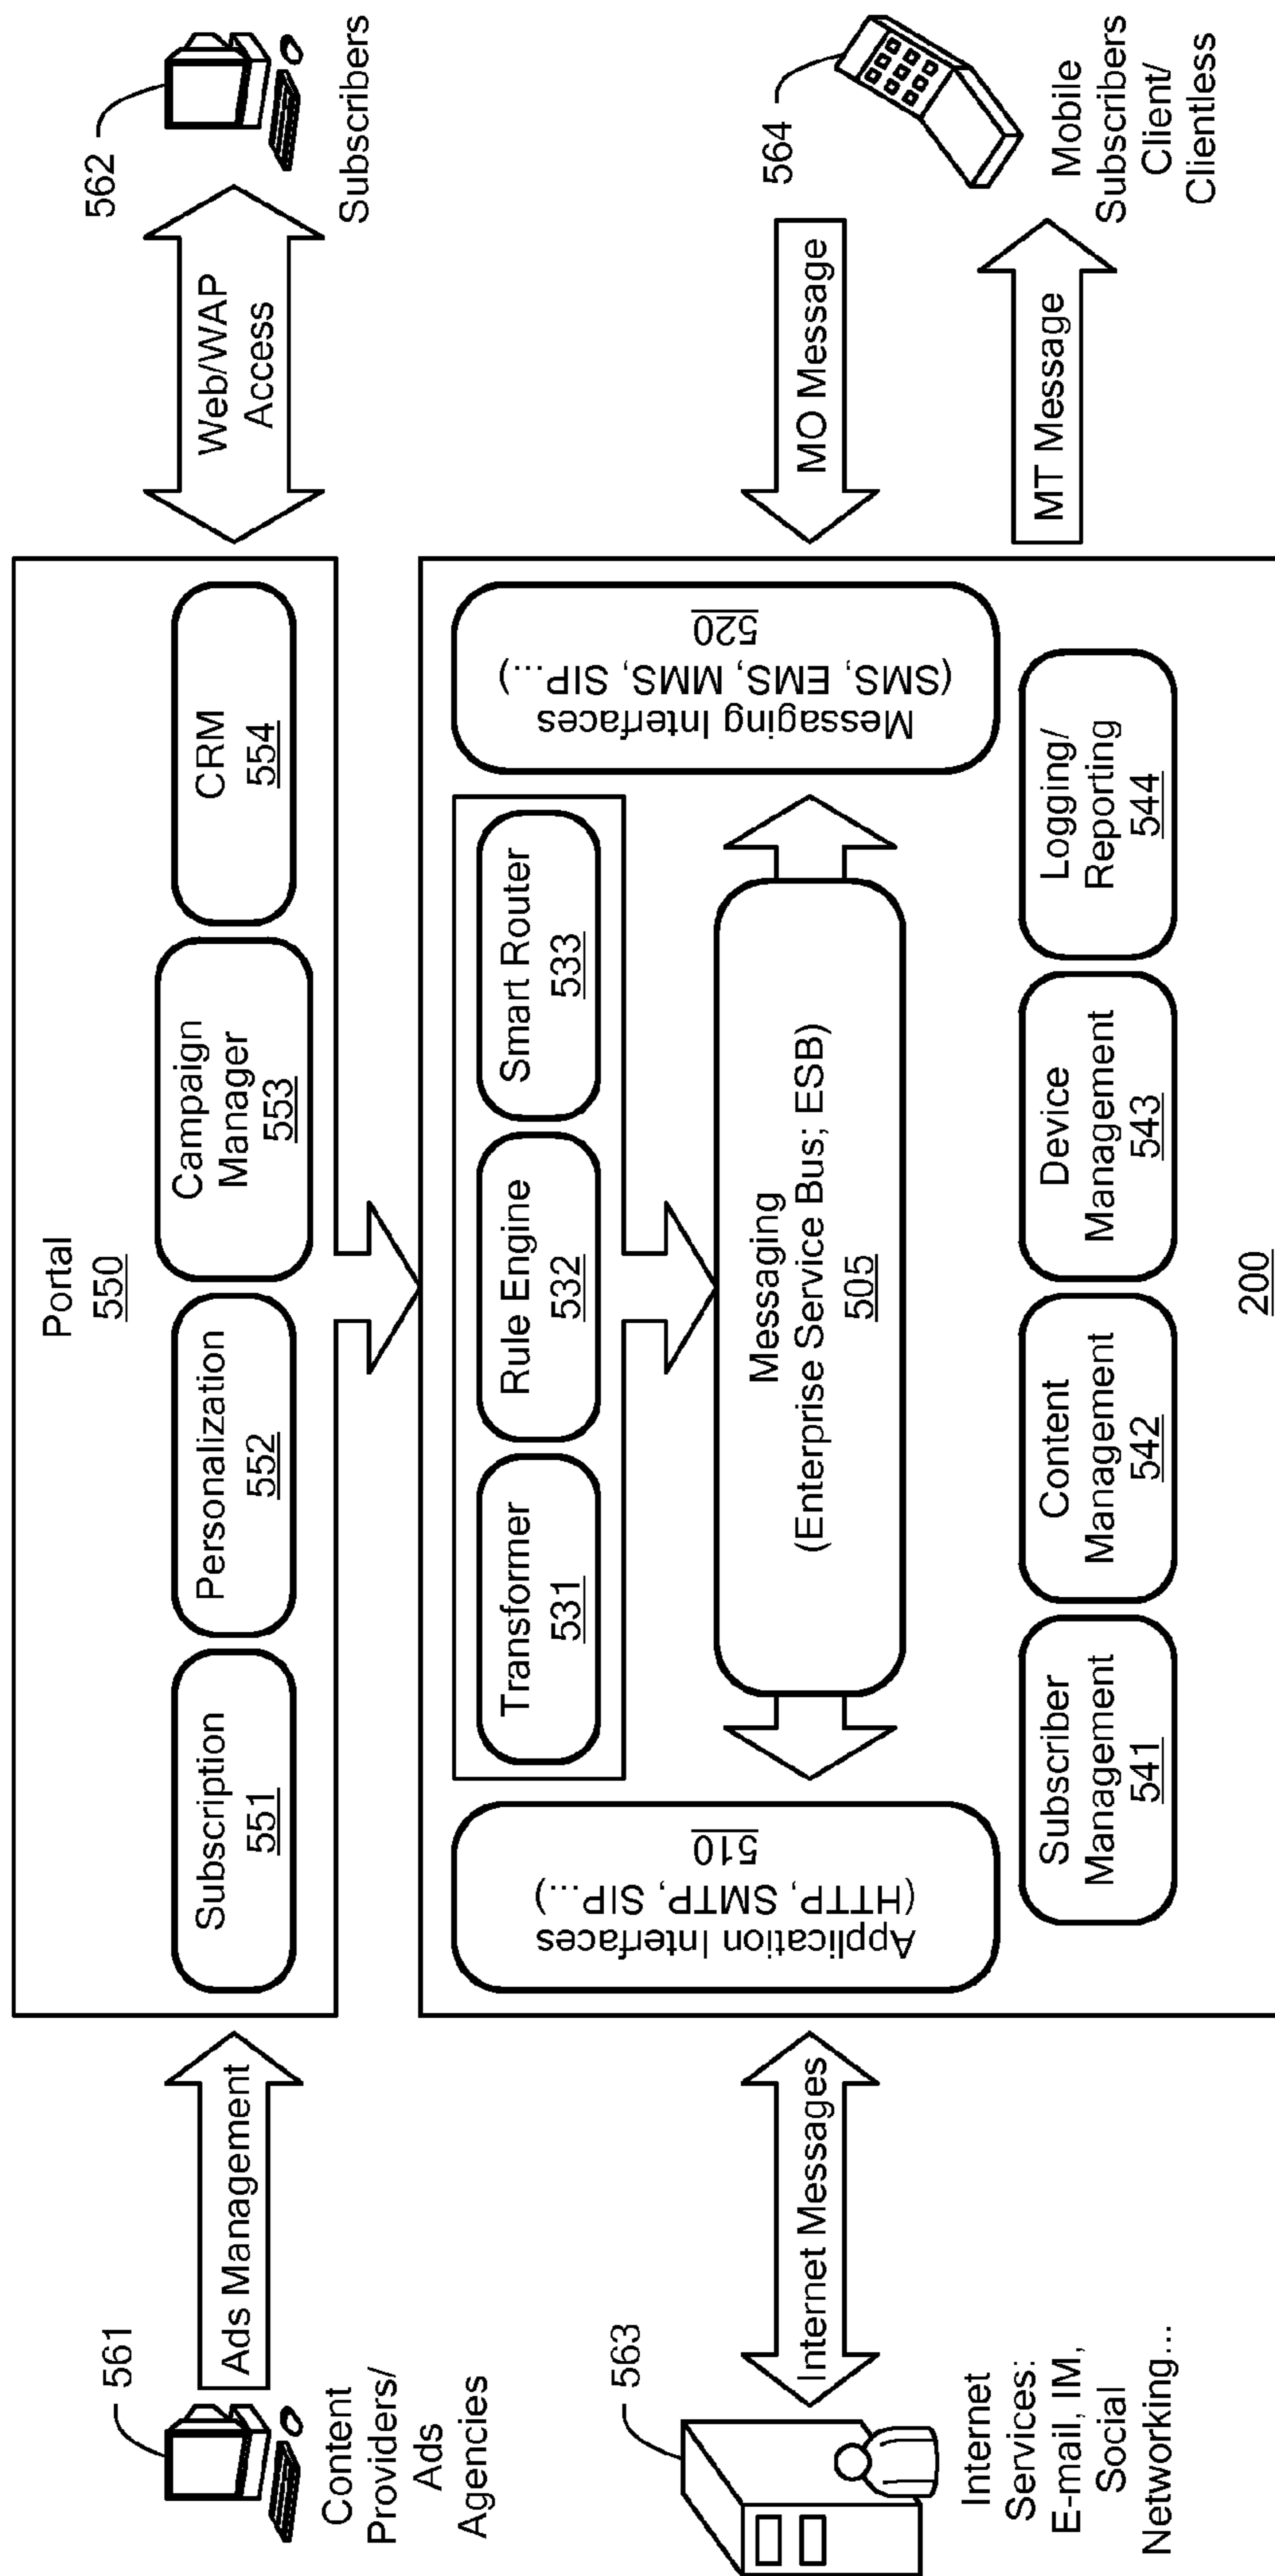 561
Content
Providers/
Ads
Agencies
Ads Management
Portal
550
Subscription
551
Personalization
552
Campaign
Manager
553
CRM
554
Web/WAP
Access
562
Subscribers
563
Internet
Services:
E-mail, IM,
Social
Networking...
Internet Messages
Application Interfaces
(HTTP, SMTP, SIP...)
510
Transformer
531
Rule Engine
532
Smart Router
533
Messaging
(Enterprise Service Bus; ESB)
505
Messaging Interfaces
(SMS, EMS, MMS, SIP...)
520
Subscriber
Management
541
Content
Management
542
Device
Management
543
Logging/
Reporting
544
200
MO Message
MT Message
564
Mobile
Subscribers
Client/
Clientless